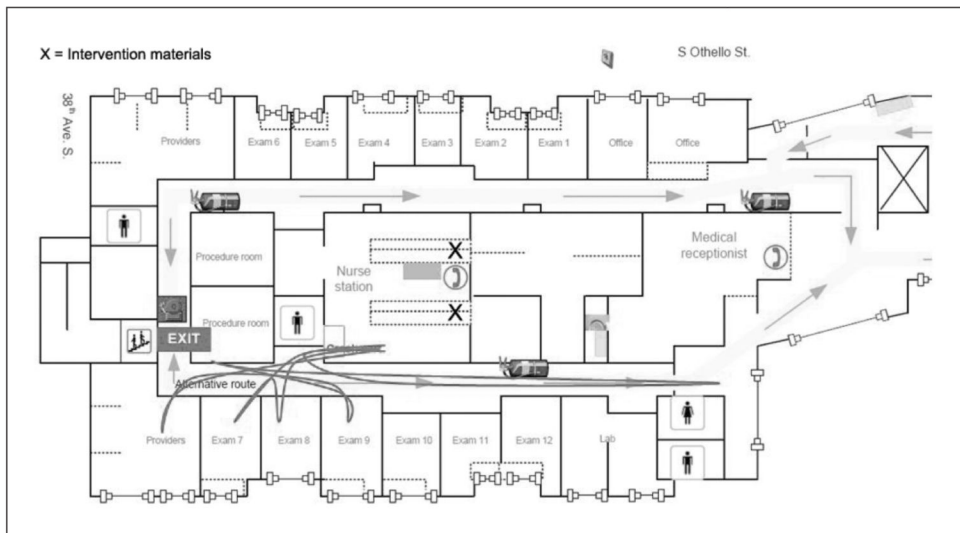 X = Intervention materials
S Othello St.
38th Ave. S.
Providers
Exam 6
Exam 5
Exam 4
Exam 3
Exam 2
Exam 1
Office
Office
Procedure room
Nurse
station
X
X
Medical
receptionist
Procedure room
EXIT
Alternative route
Providers
Exam 7
Exam 8
Exam 9
Exam 10
Exam 11
Exam 12
Lab